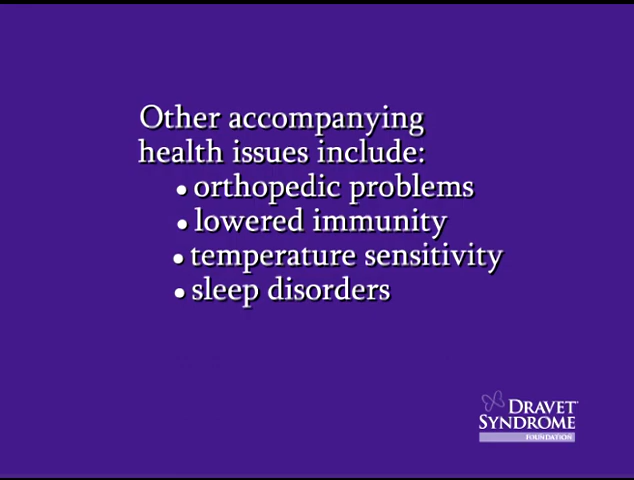 Other accompanying
health issues include:
• orthopedic problems
• lowered immunity
• temperature sensitivity
• sleep disorders
DRAVET
SYNDROME
FOUNDATION